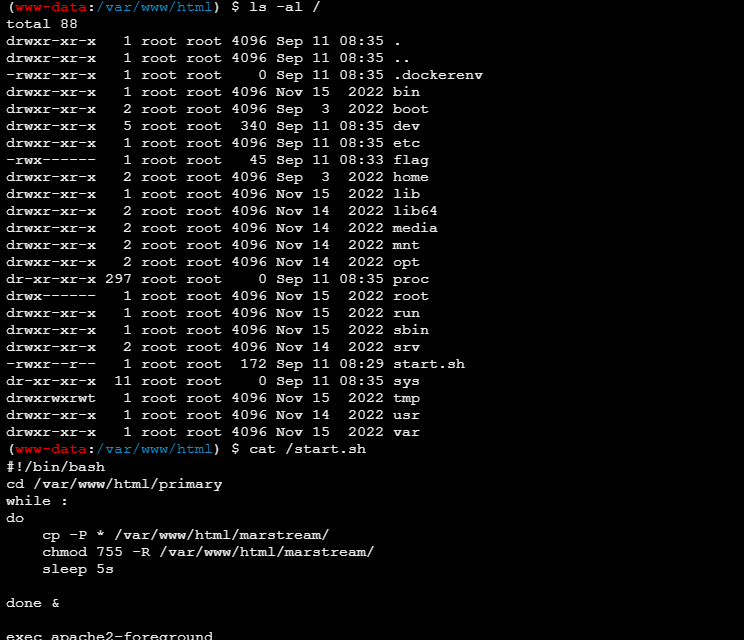 (www-data:/var/www/html) $ ls -al /
total 88
drwxr-xr-x   1 root root 4096 Sep 11 08:35 .
drwxr-xr-x   1 root root 4096 Sep 11 08:35 ..
-rwxr-xr-x   1 root root    0 Sep 11 08:35 .dockerenv
drwxr-xr-x   1 root root 4096 Nov 15  2022 bin
drwxr-xr-x   2 root root 4096 Sep  3  2022 boot
drwxr-xr-x   5 root root  340 Sep 11 08:35 dev
drwxr-xr-x   1 root root 4096 Sep 11 08:35 etc
-rwx------   1 root root   45 Sep 11 08:33 flag
drwxr-xr-x   2 root root 4096 Sep  3  2022 home
drwxr-xr-x   1 root root 4096 Nov 15  2022 lib
drwxr-xr-x   2 root root 4096 Nov 14  2022 lib64
drwxr-xr-x   2 root root 4096 Nov 14  2022 media
drwxr-xr-x   2 root root 4096 Nov 14  2022 mnt
drwxr-xr-x   2 root root 4096 Nov 14  2022 opt
dr-xr-xr-x 297 root root    0 Sep 11 08:35 proc
drwx------   1 root root 4096 Nov 15  2022 root
drwxr-xr-x   1 root root 4096 Nov 15  2022 run
drwxr-xr-x   1 root root 4096 Nov 15  2022 sbin
drwxr-xr-x   2 root root 4096 Nov 14  2022 srv
-rwxr--r--   1 root root  172 Sep 11 08:29 start.sh
dr-xr-xr-x  11 root root    0 Sep 11 08:35 sys
drwxrwxrwt   1 root root 4096 Nov 15  2022 tmp
drwxr-xr-x   1 root root 4096 Nov 14  2022 usr
drwxr-xr-x   1 root root 4096 Nov 15  2022 var
(www-data:/var/www/html) $ cat /start.sh
#!/bin/bash
cd /var/www/html/primary
while :
do
    cp -P * /var/www/html/marstream/
    chmod 755 -R /var/www/html/marstream/
    sleep 5s
done &
exec apache2-foreground